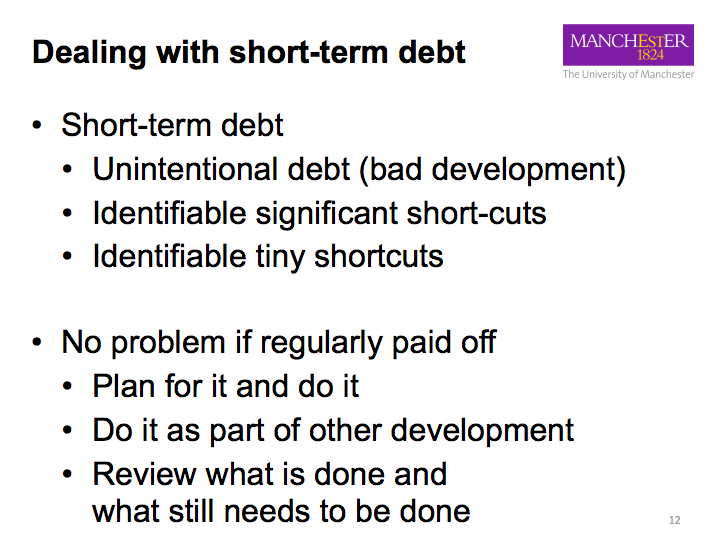 Dealing with short-term debt
MANCHESTER
1824
The University of Manchester
• Short-term debt
• Unintentional debt (bad development)
• Identifiable significant short-cuts
• Identifiable tiny shortcuts
• No problem if regularly paid off
• Plan for it and do it
• Do it as part of other development
• Review what is done and
what still needs to be done
12